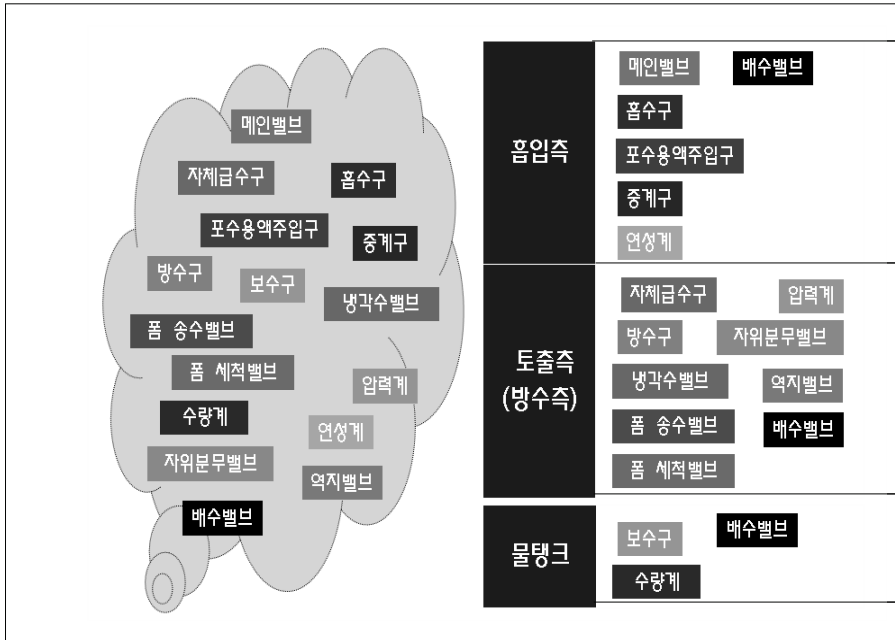 메인밸브
자체급수구 흡수구
포수용액주입구 중계구
방수구 보수구
냉각수밸브
폼 송수밸브
폼 세척밸브
압력계
수량계 연성계
자위분무밸브 역지밸브
배수밸브
흡입측
메인밸브 배수밸브
흡수구
포수용액주입구
중계구
연성계
토출측
(방수측)
자체급수구 압력계
방수구 자위분무밸브
냉각수밸브 역지밸브
폼 송수밸브 배수밸브
폼 세척밸브
물탱크
보수구 배수밸브
수량계